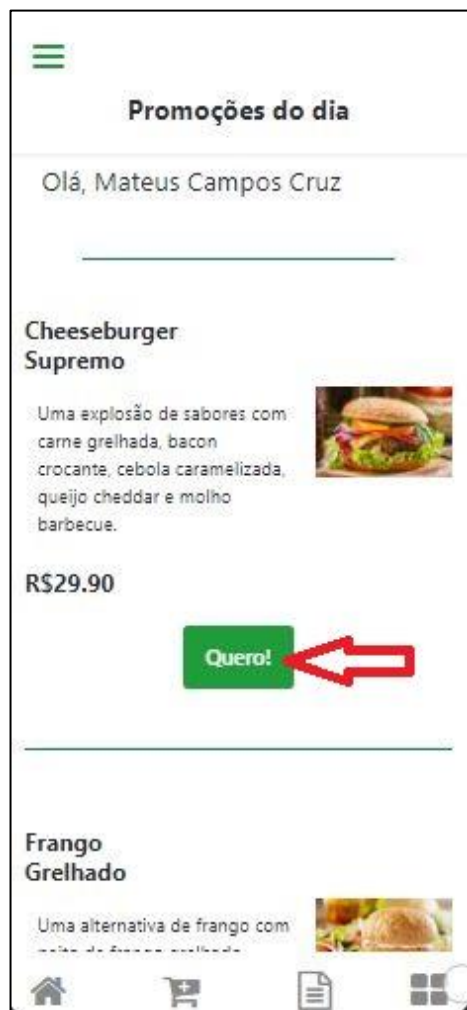 Promoções do dia
Olá, Mateus Campos Cruz
Cheeseburger
Supremo
Uma explosão de sabores com
carne grelhada, bacon
crocante, cebola caramelizada,
queijo cheddar e molho
barbecue.
R$29.90
Quero!
Frango
Grelhado
Uma alternativa de frango com